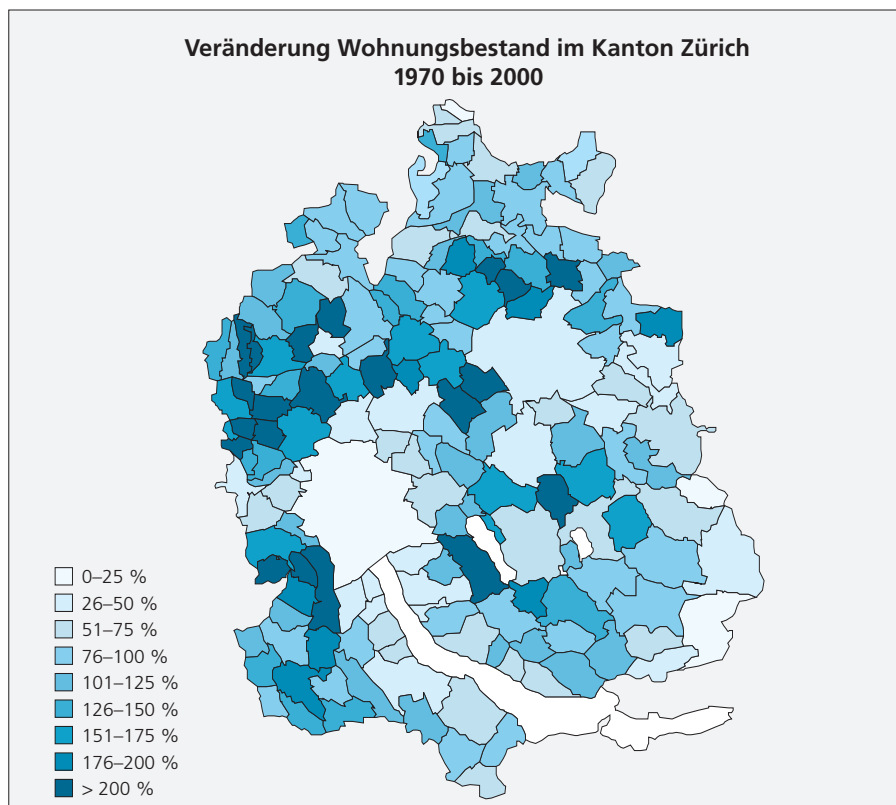 Veränderung Wohnungsbestand im Kanton Zürich
1970 bis 2000
0–25 %
26–50 %
51–75 %
76–100 %
101–125 %
126–150 %
151–175 %
176–200 %
> 200 %